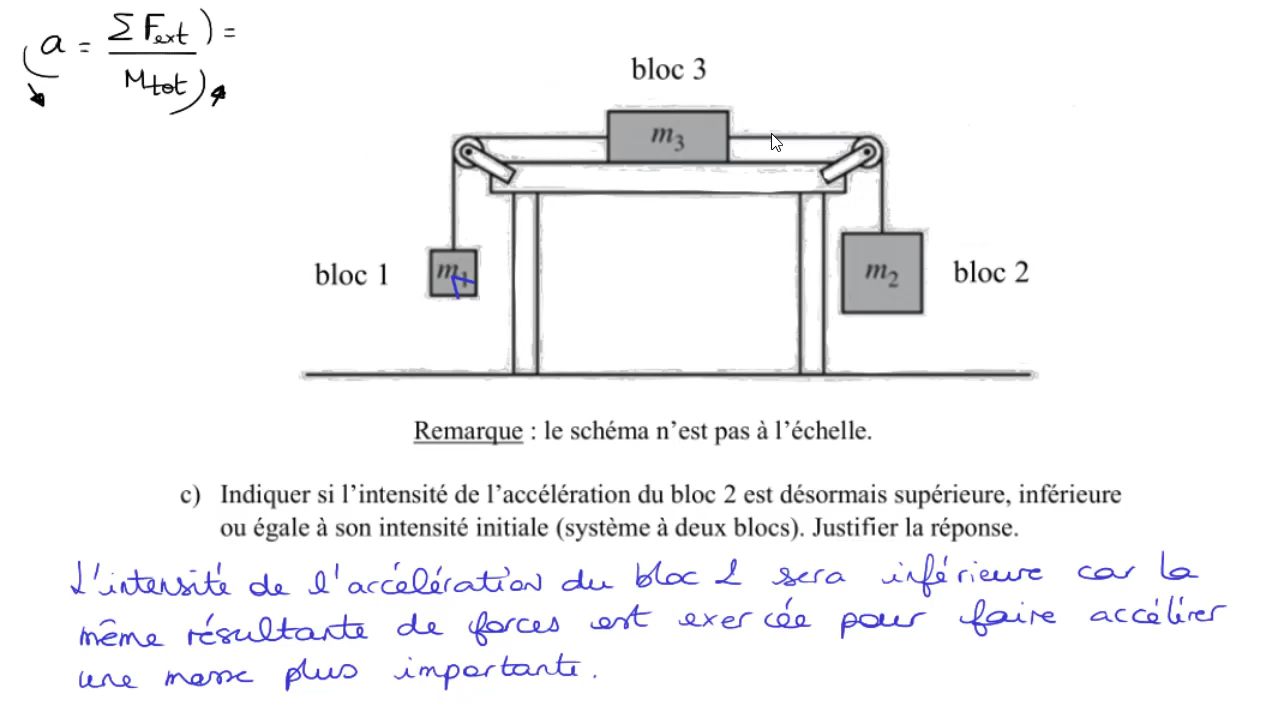 a = ΣFext ) =
Mtot )
bloc 3
m3
bloc 1
m1
m2
bloc 2
Remarque : le schéma n'est pas à l'échelle.
c) Indiquer si l'intensité de l'accélération du bloc 2 est désormais supérieure, inférieure
ou égale à son intensité initiale (système à deux blocs). Justifier la réponse.
L'intensité de l'accélération du bloc 2 sera inférieure car la
même résultante de forces est exercée pour faire accélérer
une masse plus importante.